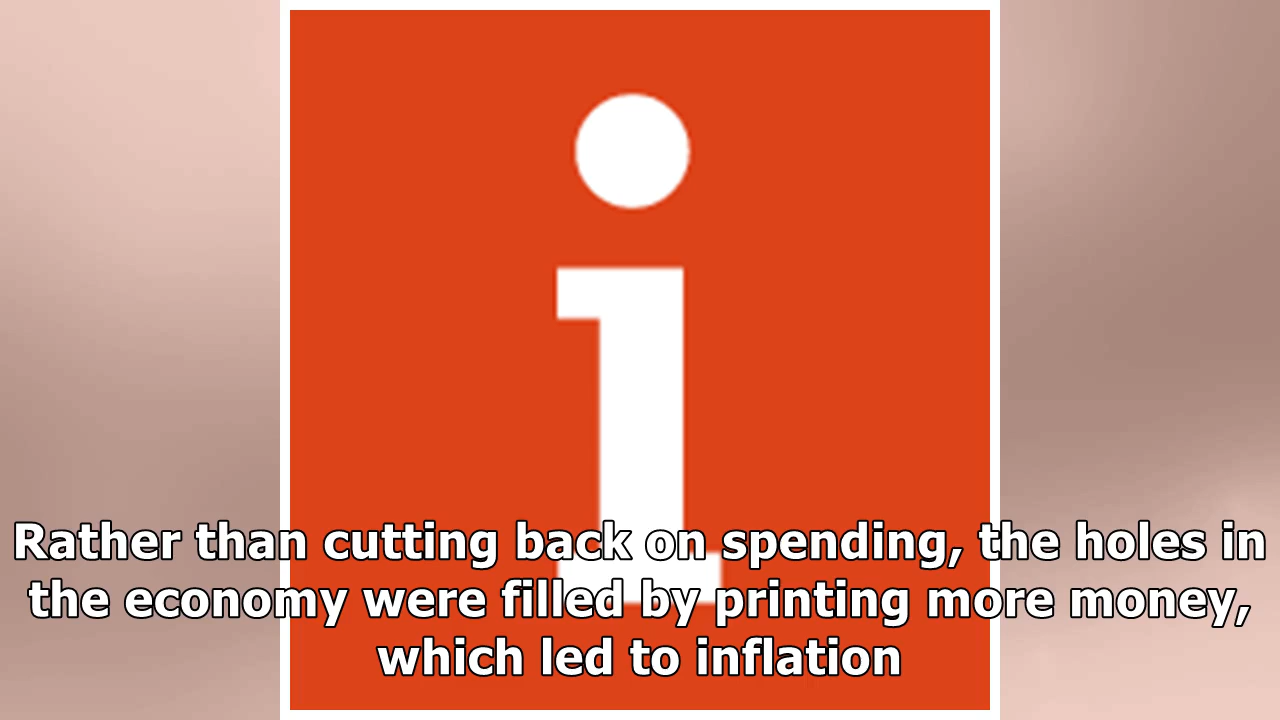 i
Rather than cutting back on spending, the holes in
the economy were filled by printing more money,
which led to inflation